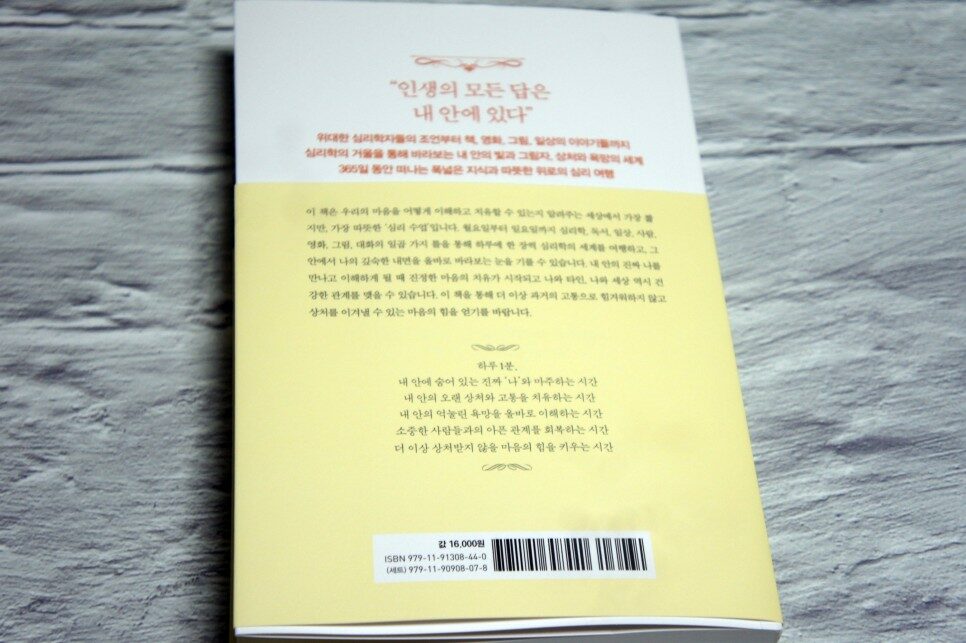 “인생의 모든 답은
내 안에 있다”
위대한 심리학자들의 조언부터 책, 영화, 그림, 일상의 이야기들까지
심리학의 거울을 통해 바라보는 내 안의 빛과 그림자, 상처와 욕망의 세계
365일 동안 떠나는 폭넓은 지식과 따뜻한 위로의 심리 여행
이 책은 우리의 마음을 어떻게 이해하고 치유할 수 있는지 알려주는 세상에서 가장 짧
지만, 가장 따뜻한 ‘심리 수업’입니다. 월요일부터 일요일까지 심리학, 독서, 일상, 사람,
영화, 그림, 대화의 일곱 가지 틀을 통해 하루에 한 장씩 심리학의 세계를 여행하고, 그
안에서 나의 깊숙한 내면을 올바로 바라보는 눈을 기를 수 있습니다. 내 안의 진짜 나를
만나고 이해하게 될 때 진정한 마음의 치유가 시작되고 나와 타인, 나와 세상 역시 건
강한 관계를 맺을 수 있습니다. 이 책을 통해 더 이상 과거의 고통으로 힘겨워하지 않고
상처를 이겨낼 수 있는 마음의 힘을 얻기를 바랍니다.
하루 1분,
내 안에 숨어 있는 진짜 ‘나’와 마주하는 시간
내 안의 오랜 상처와 고통을 치유하는 시간
내 안의 억눌린 욕망을 올바로 이해하는 시간
소중한 사람들과의 아픈 관계를 회복하는 시간
더 이상 상처받지 않을 마음의 힘을 키우는 시간
값 16,000원
ISBN 979-11-91308-44-0
(세트) 979-11-90908-07-8